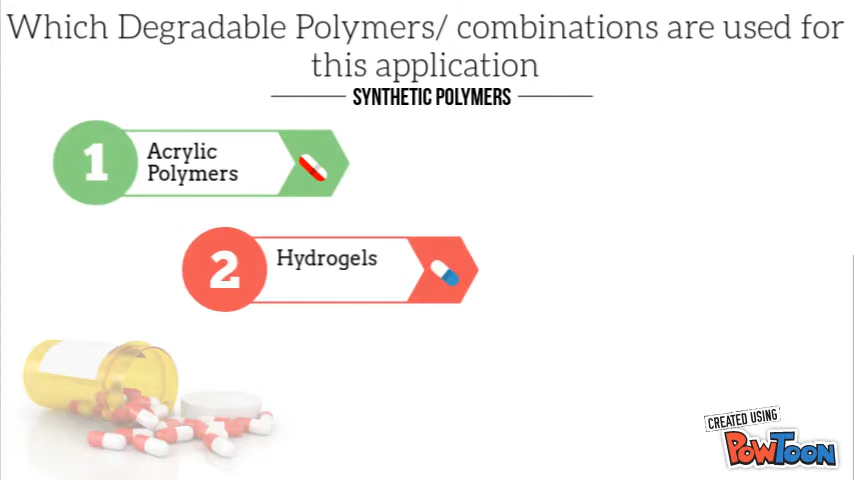 Which Degradable Polymers/ combinations are used for
this application
SYNTHETIC POLYMERS
1
Acrylic
Polymers
2
Hydrogels
CREATED USING
POWTOON